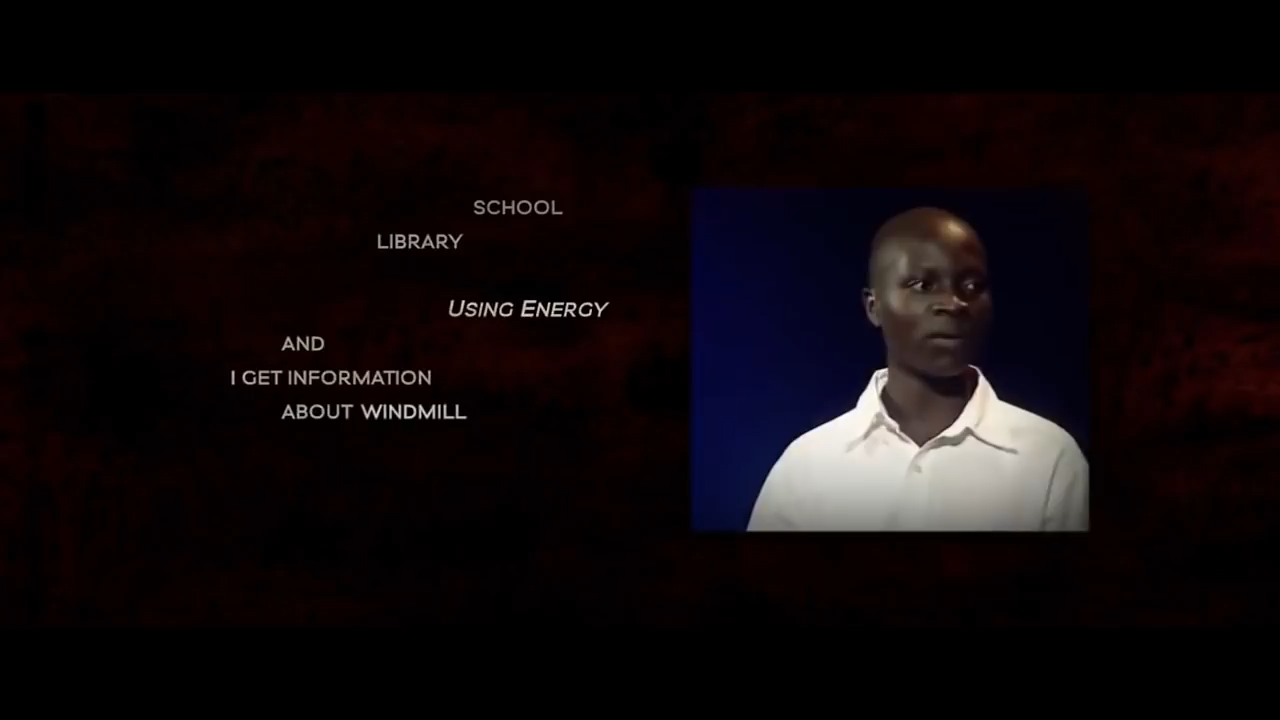 SCHOOL
LIBRARY
USING ENERGY
AND
I GET INFORMATION
ABOUT WINDMILL